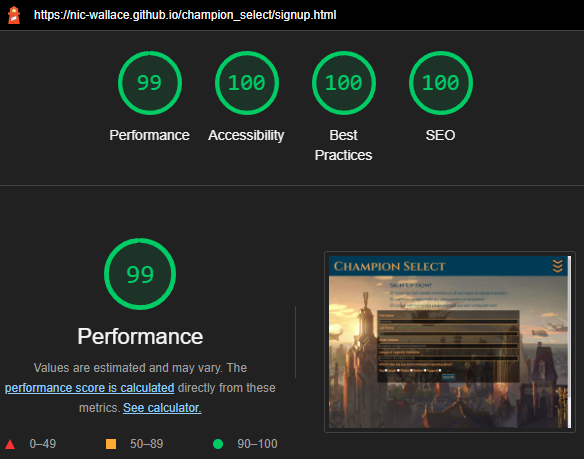 https://nic-wallace.github.io/champion_select/signup.html
99 100 100 100
Performance Accessibility Best Practices SEO
99
Performance
Values are estimated and may vary. The
performance score is calculated directly from these
metrics. See calculator.
0–49 50–89 90–100
CHAMPION SELECT
SIGN UP NOW!